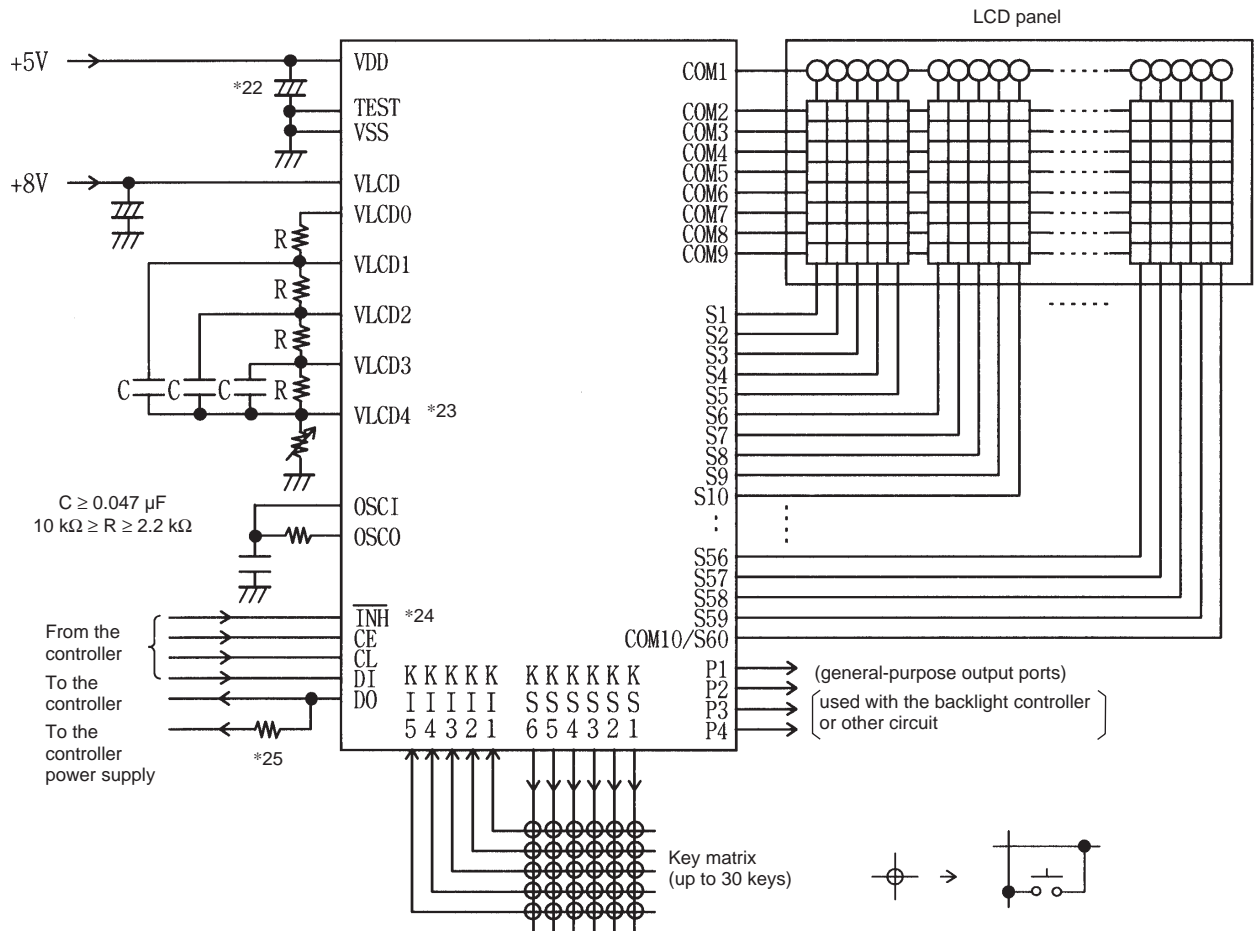 LCD panel
+5V
*22
VDD
TEST
VSS
+8V
VLCD
VLCD0
R
VLCD1
R
VLCD2
R
VLCD3
C
C
C
R
VLCD4 *23
C ≥ 0.047 µF
10 kΩ ≥ R ≥ 2.2 kΩ
OSCI
OSCO
From the
controller
INH *24
CE
CL
DI
To the
controller
DO
To the
controller
power supply
*25
COM1
COM2
COM3
COM4
COM5
COM6
COM7
COM8
COM9
S1
S2
S3
S4
S5
S6
S7
S8
S9
S10
S56
S57
S58
S59
COM10/S60
P1
P2
P3
P4
(general-purpose output ports)
used with the backlight controller
or other circuit
K K K K K K K K K K K
I I I I I S S S S S S
5 4 3 2 1 6 5 4 3 2 1
Key matrix
(up to 30 keys)